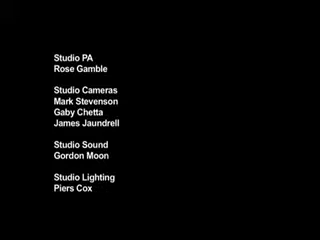 Studio PA
Rose Gamble
Studio Cameras
Mark Stevenson
Gaby Chetta
James Jaundrell
Studio Sound
Gordon Moon
Studio Lighting
Piers Cox